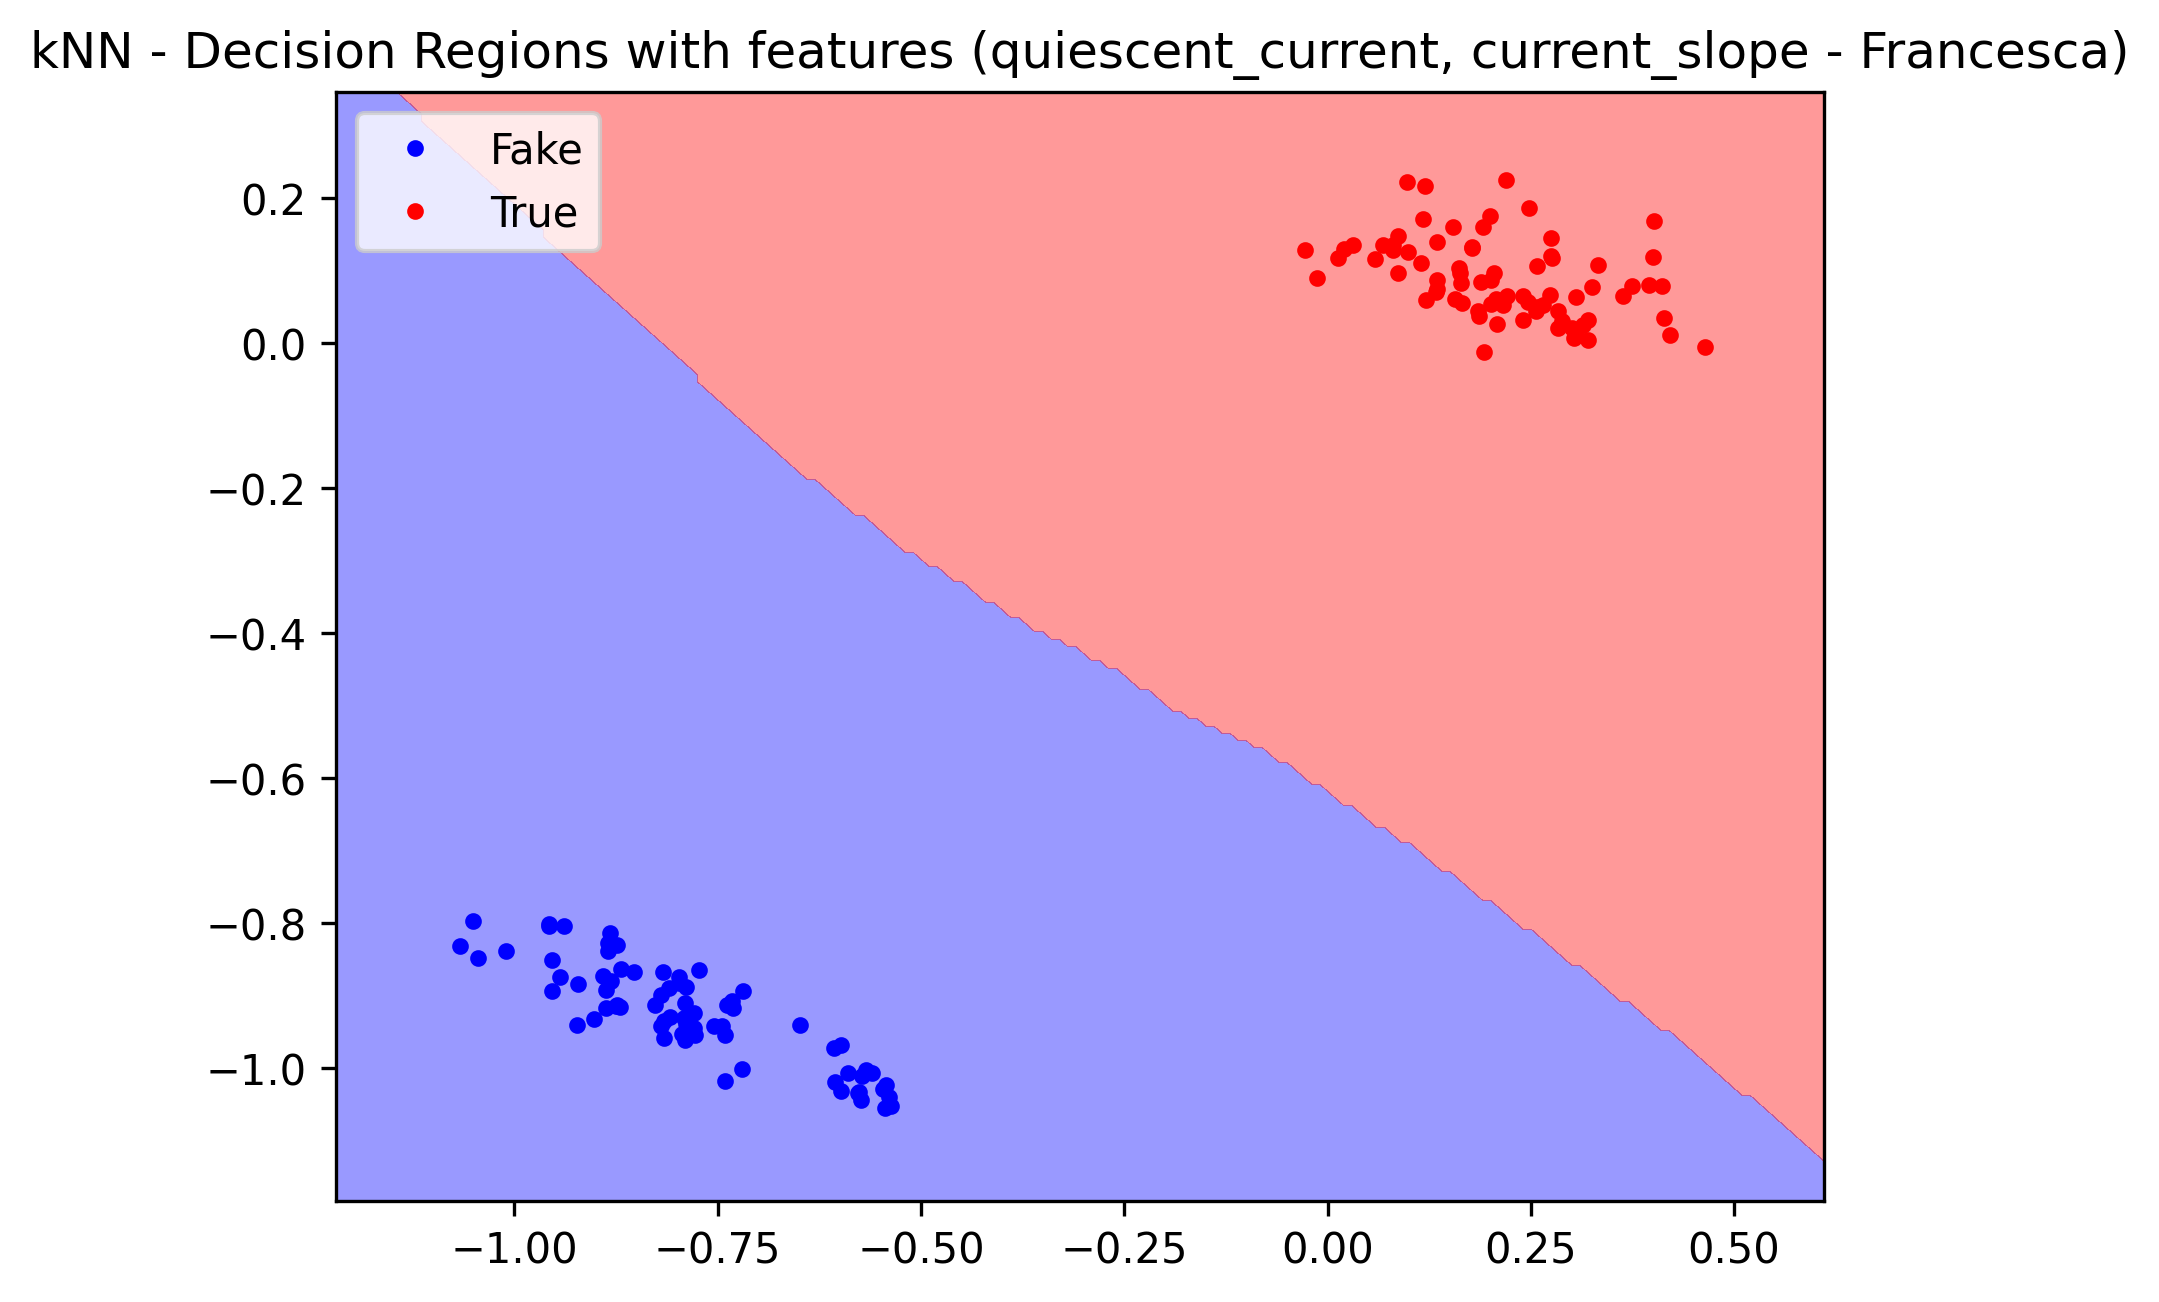 kNN - Decision Regions with features (quiescent_current, current_slope - Francesca)
Fake
True
0.2
0.0
−0.2
−0.4
−0.6
−0.8
−1.0
−1.00 −0.75 −0.50 −0.25 0.00 0.25 0.50